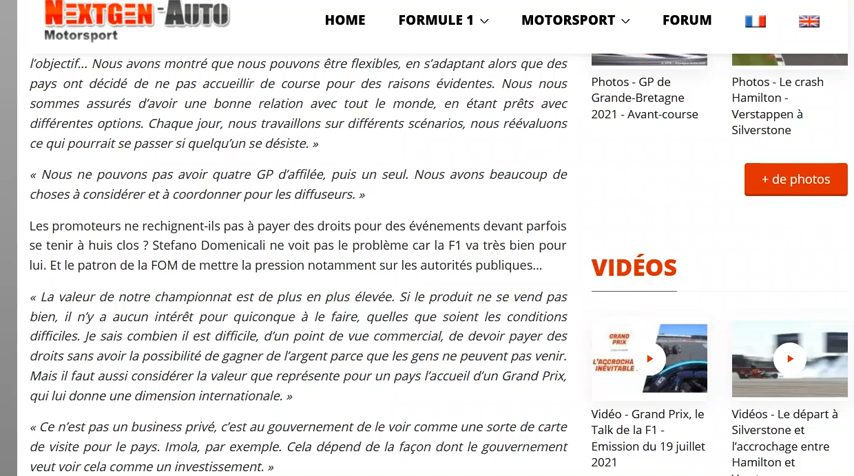 NEXTGEN-AUTO
Motorsport
HOME
FORMULE 1
MOTORSPORT
FORUM
l’objectif… Nous avons montré que nous pouvions être flexibles, en s’adaptant alors que des
pays ont décidé de ne pas accueillir de course pour des raisons évidentes. Nous nous
sommes assurés d’avoir une bonne relation avec tout le monde, en étant prêts avec
différentes options. Chaque jour, nous travaillons sur différents scénarios, nous réévaluons
ce qui pourrait se passer si quelqu’un se désiste. »
« Nous ne pouvons pas avoir quatre GP d’affilée, puis un seul. Nous avons beaucoup de
choses à considérer et à coordonner pour les diffuseurs. »
Les promoteurs ne rechignent-ils pas à payer des droits pour des événements devant parfois
se tenir à huis clos ? Stefano Domenicali ne voit pas le problème car la F1 va très bien pour
lui. Et le patron de la FOM de mettre la pression notamment sur les autorités publiques…
« La valeur de notre championnat est de plus en plus élevée. Si le produit ne se vend pas
bien, il n’y a aucun intérêt pour quiconque à le faire, quelles que soient les conditions
difficiles. Je sais combien il est difficile, d’un point de vue commercial, de devoir payer des
droits sans avoir la possibilité de gagner de l’argent parce que les gens ne peuvent pas venir.
Mais il faut aussi considérer la valeur que représente pour un pays l’accueil d’un Grand Prix,
qui lui donne une dimension internationale. »
« Ce n’est pas un business privé, c’est au gouvernement de le voir comme une sorte de carte
de visite pour le pays. Imola, par exemple. Cela dépend de la façon dont le gouvernement
veut voir cela comme un investissement. »
Photos - GP de
Grande-Bretagne
2021 - Avant-course
Photos - Le crash
Hamilton -
Verstappen à
Silverstone
+ de photos
VIDÉOS
GRAND
PRIX
L'ACCROCHA
INÉVITABLE
Vidéo - Grand Prix, le
Talk de la F1 -
Emission du 19 juillet
2021
Vidéos - Le départ à
Silverstone et
l’accrochage entre
Hamilton et